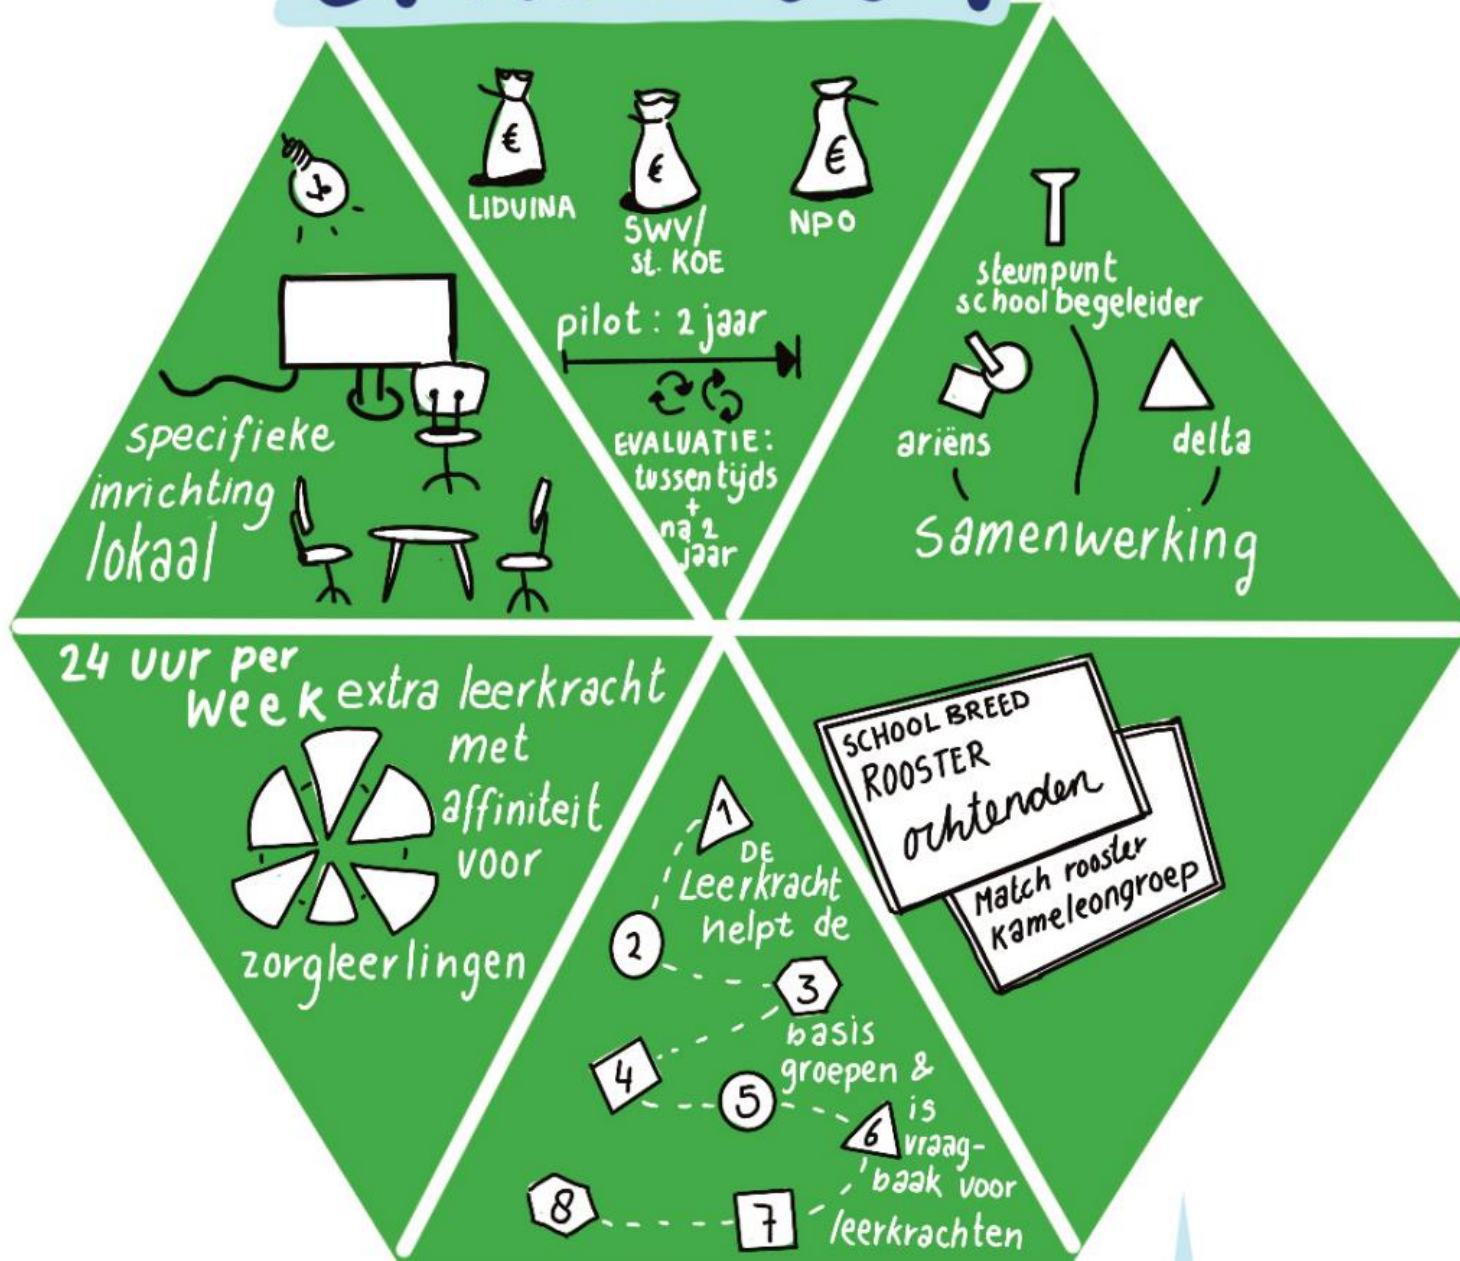 €
LIDUINA
€
SWV/
st. KOE
€
NPO
pilot: 2 jaar
EVALUATIE:
tussentijds
+
na 2
jaar
steunpunt
schoolbegeleider
ariëns
delta
samenwerking
specifieke
inrichting
lokaal
24 uur per
week extra leerkracht
met
affiniteit
voor
zorgleerlingen
1
DE
Leerkracht
helpt de
2
3
basis
groepen &
4
5
is
6
vraag-
baak voor
8
7
leerkrachten
SCHOOL BREED
ROOSTER
ochtenden
Match rooster
Kameleongroep